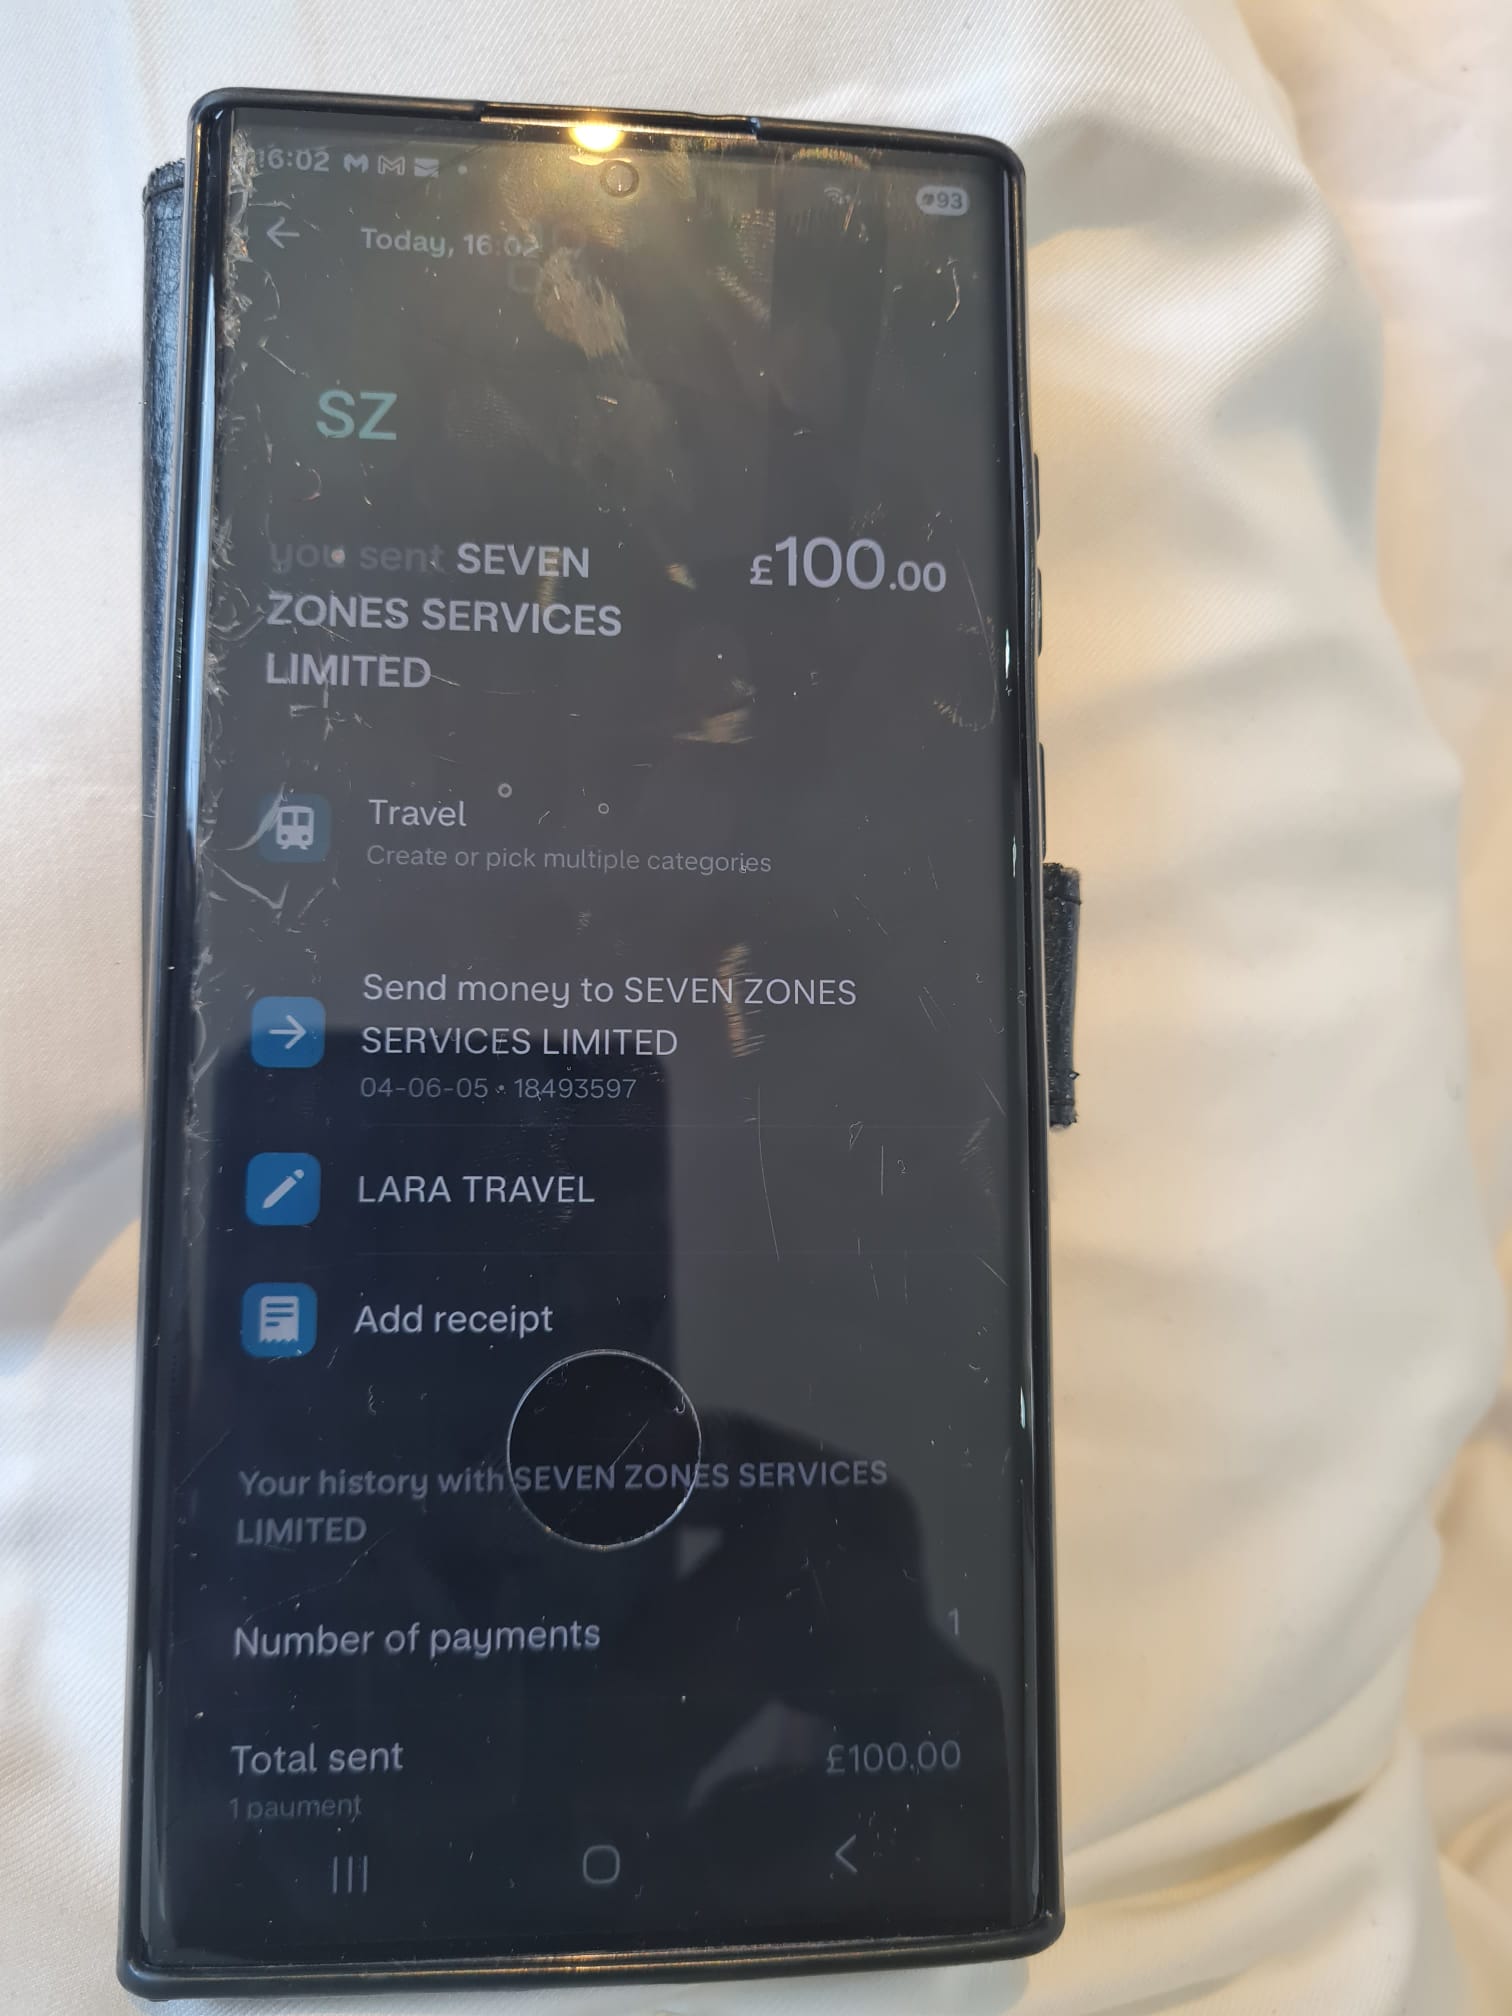 16:02
93
Today, 16:02
SZ
you sent SEVEN
ZONES SERVICES
LIMITED
£100.00
Travel
Create or pick multiple categories
Send money to SEVEN ZONES
SERVICES LIMITED
04-06-05 • 18493597
LARA TRAVEL
Add receipt
Your history with SEVEN ZONES SERVICES
LIMITED
Number of payments 1
Total sent £100.00
1 payment